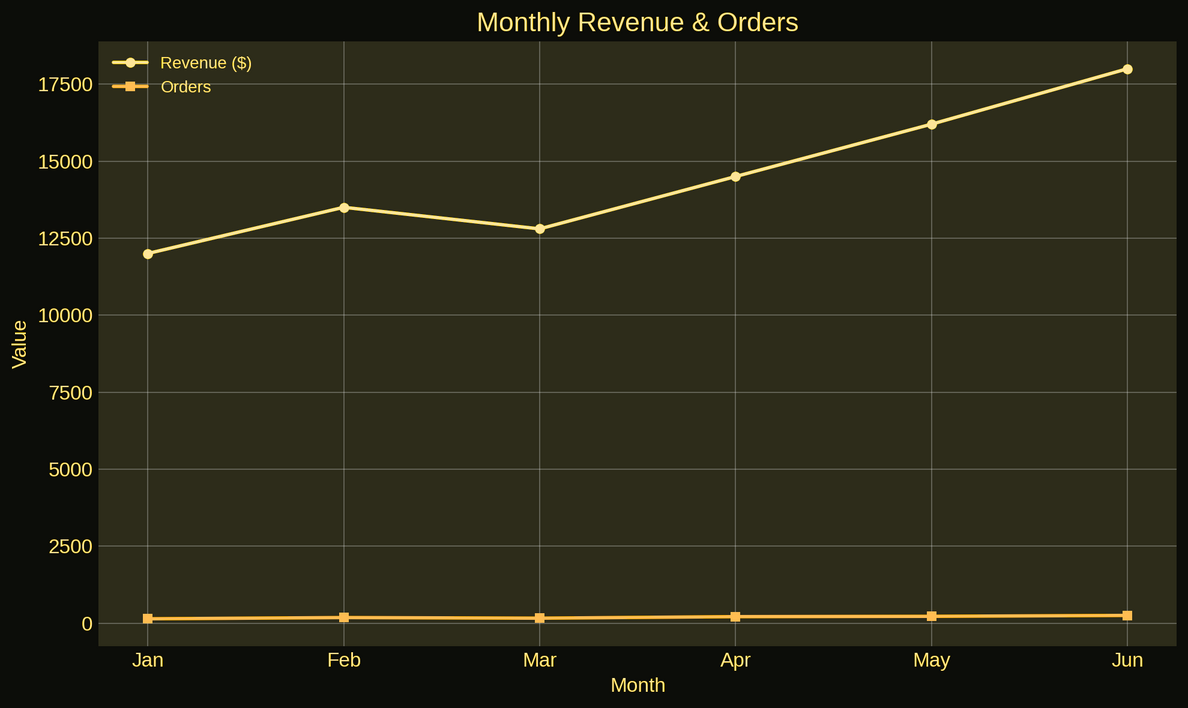 Monthly Revenue & Orders
Revenue ($)
Orders
17500
15000
12500
10000
7500
5000
2500
0
Value
Jan Feb Mar Apr May Jun
Month